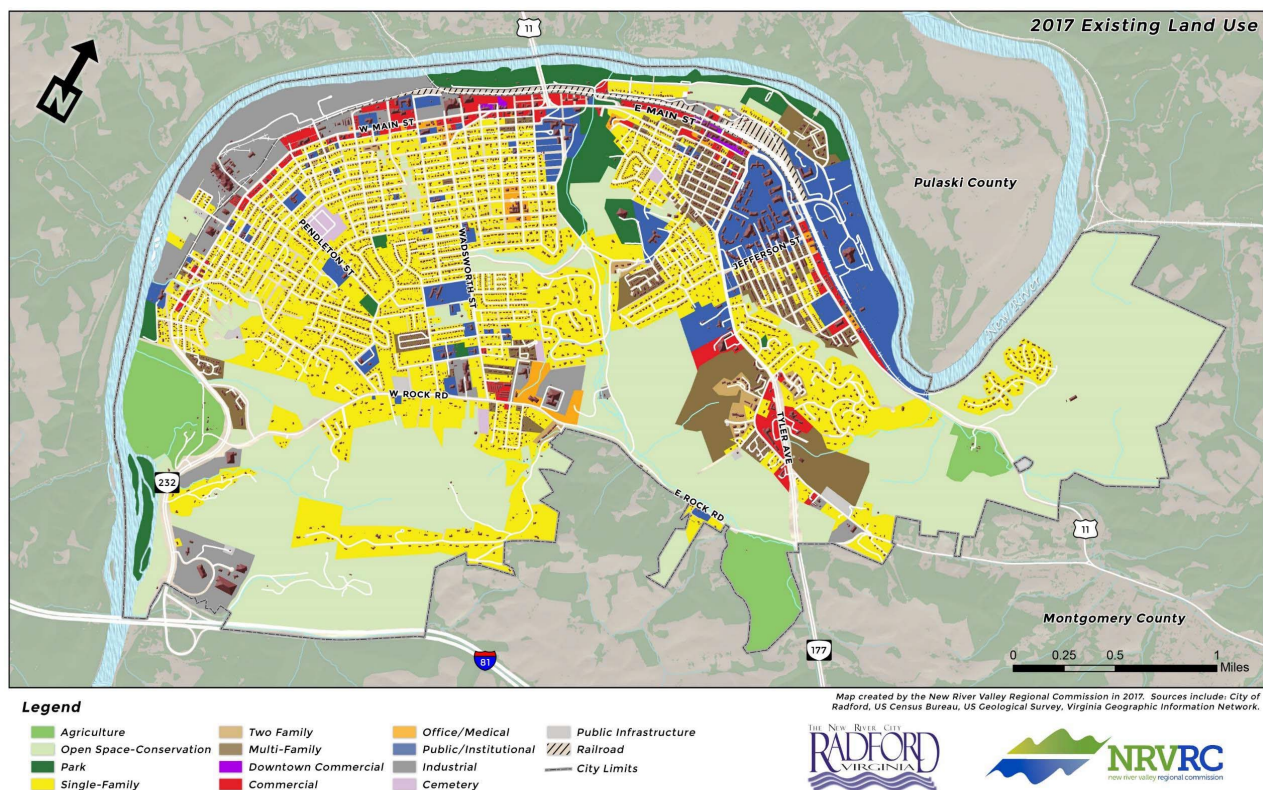 2017 Existing Land Use
N
11
W MAIN ST
E MAIN ST
Pulaski County
PENDLETON ST
WADSWORTH ST
JEFFERSON ST
New River
W ROCK RD
TYLER AVE
232
E ROCK RD
11
Montgomery County
81
177
0 0.25 0.5 1
Miles
Legend
Agriculture
Open Space-Conservation
Park
Single-Family
Two Family
Multi-Family
Downtown Commercial
Commercial
Office/Medical
Public/Institutional
Industrial
Cemetery
Public Infrastructure
Railroad
City Limits
Map created by the New River Valley Regional Commission in 2017. Sources include: City of
Radford, US Census Bureau, US Geological Survey, Virginia Geographic Information Network.
THE NEW RIVER CITY
RADFORD
VIRGINIA
NRVRC
new river valley regional commission